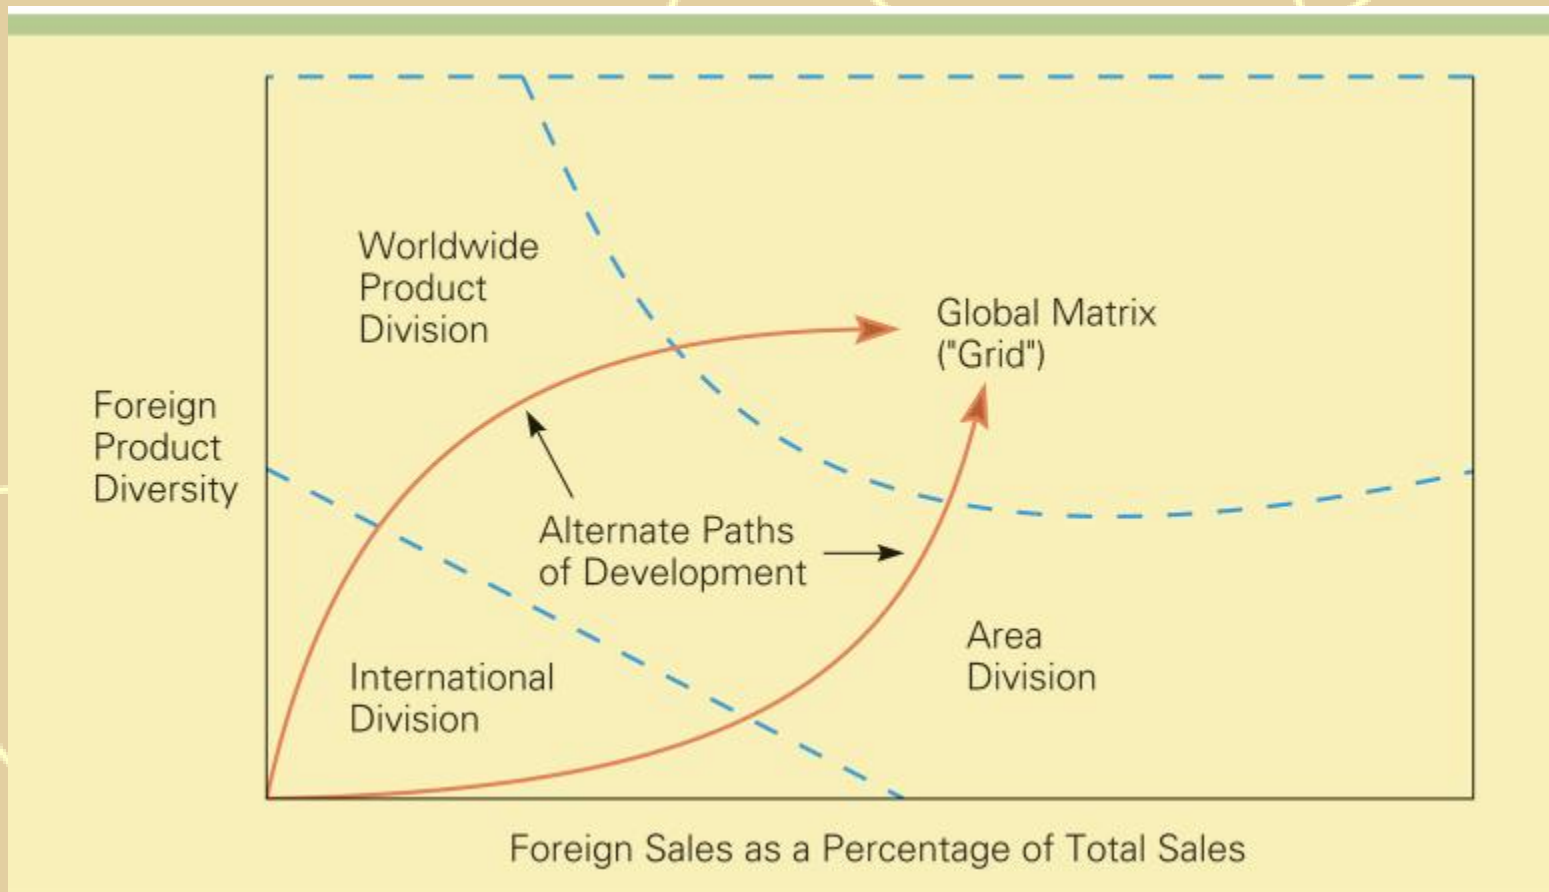 Worldwide
Product
Division
Global Matrix
("Grid")
Foreign
Product
Diversity
Alternate Paths
of Development
Area
Division
International
Division
Foreign Sales as a Percentage of Total Sales